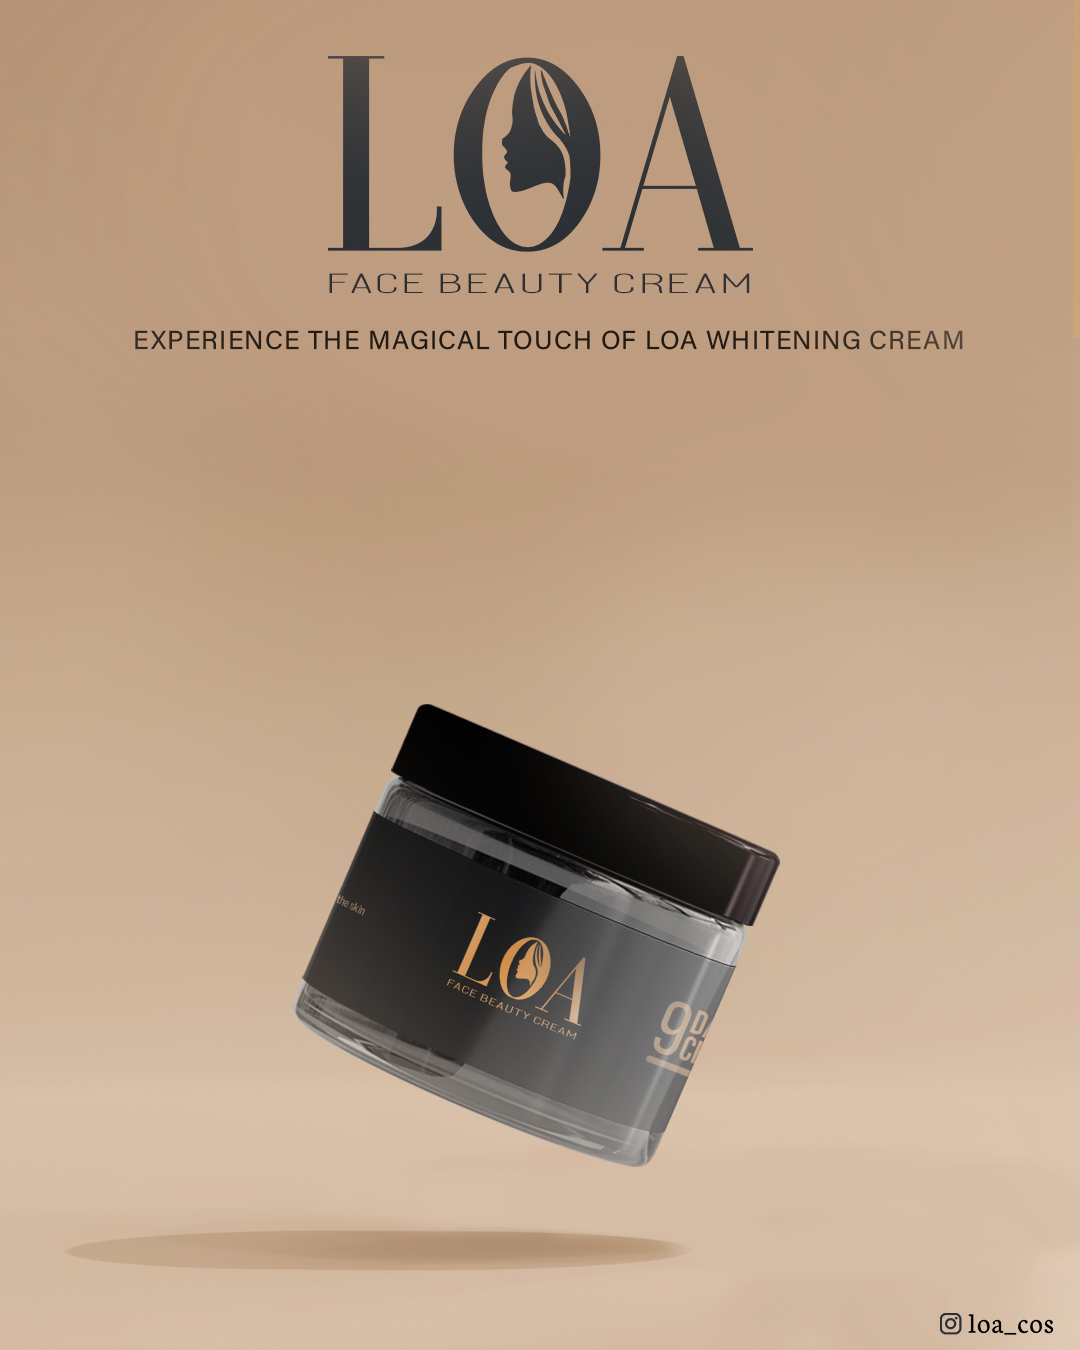 LOA
FACE BEAUTY CREAM
EXPERIENCE THE MAGICAL TOUCH OF LOA WHITENING CREAM
the skin
LOA
FACE BEAUTY CREAM
9
loa_cos